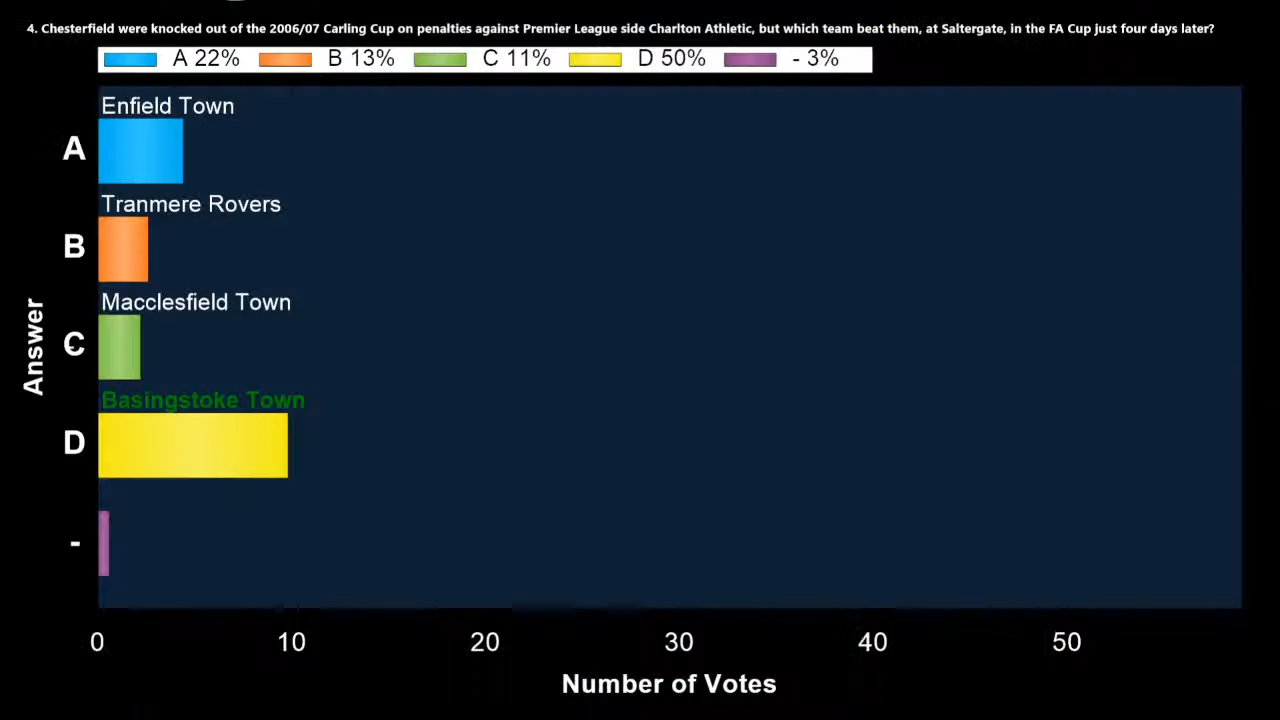 4. Chesterfield were knocked out of the 2006/07 Carling Cup on penalties against Premier League side Charlton Athletic, but which team beat them, at Saltergate, in the FA Cup just four days later?
A 22% B 13% C 11% D 50% - 3%
Enfield Town
A
Tranmere Rovers
B
Macclesfield Town
C
Basingstoke Town
D
-
Answer
0 10 20 30 40 50
Number of Votes